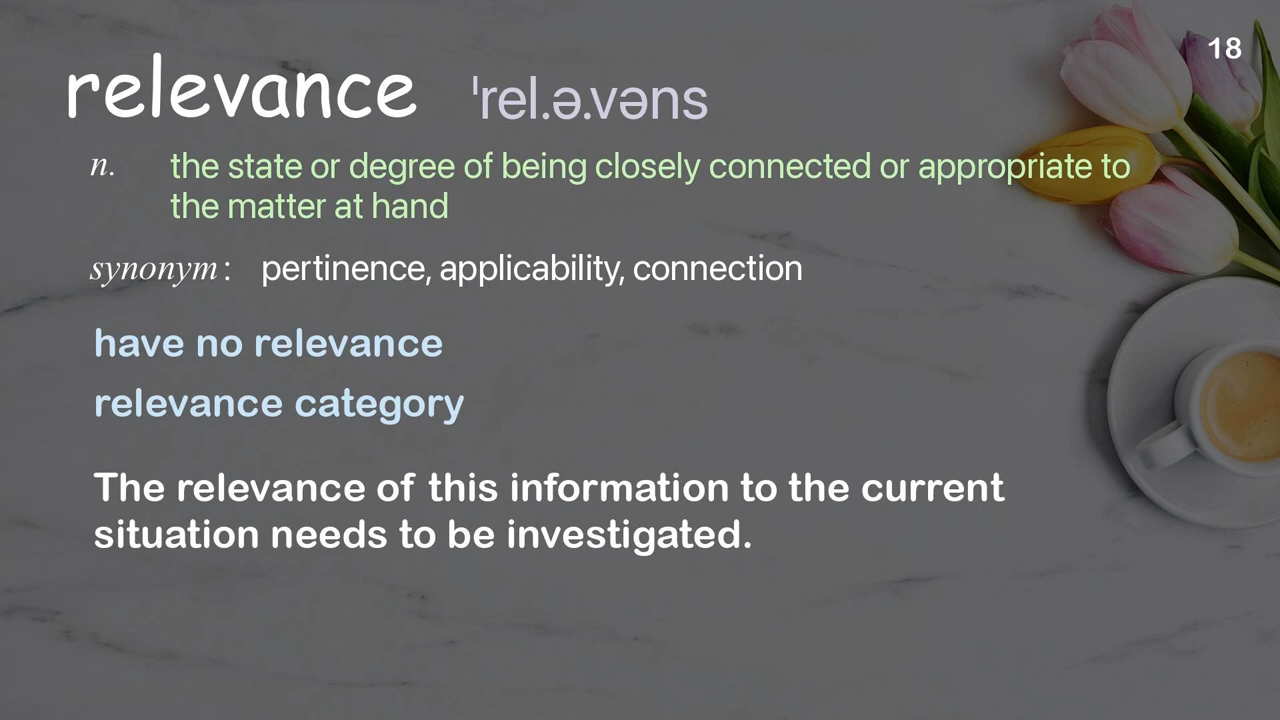 18
relevance ˈrel.ə.vəns
n. the state or degree of being closely connected or appropriate to
the matter at hand
synonym: pertinence, applicability, connection
have no relevance
relevance category
The relevance of this information to the current
situation needs to be investigated.